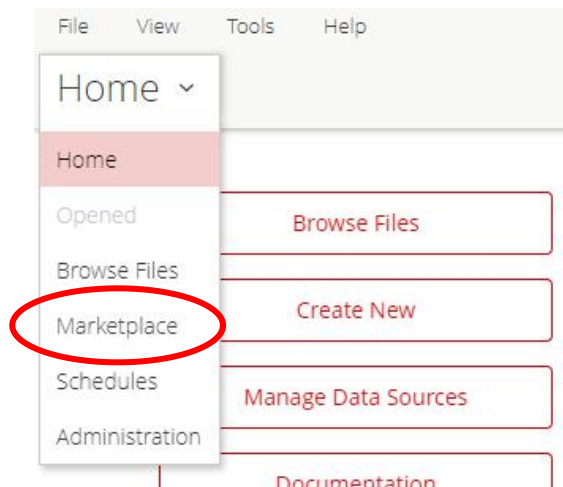 File View Tools Help
Home
Home
Opened
Browse Files
Marketplace
Schedules
Administration
Browse Files
Create New
Manage Data Sources
Documentation